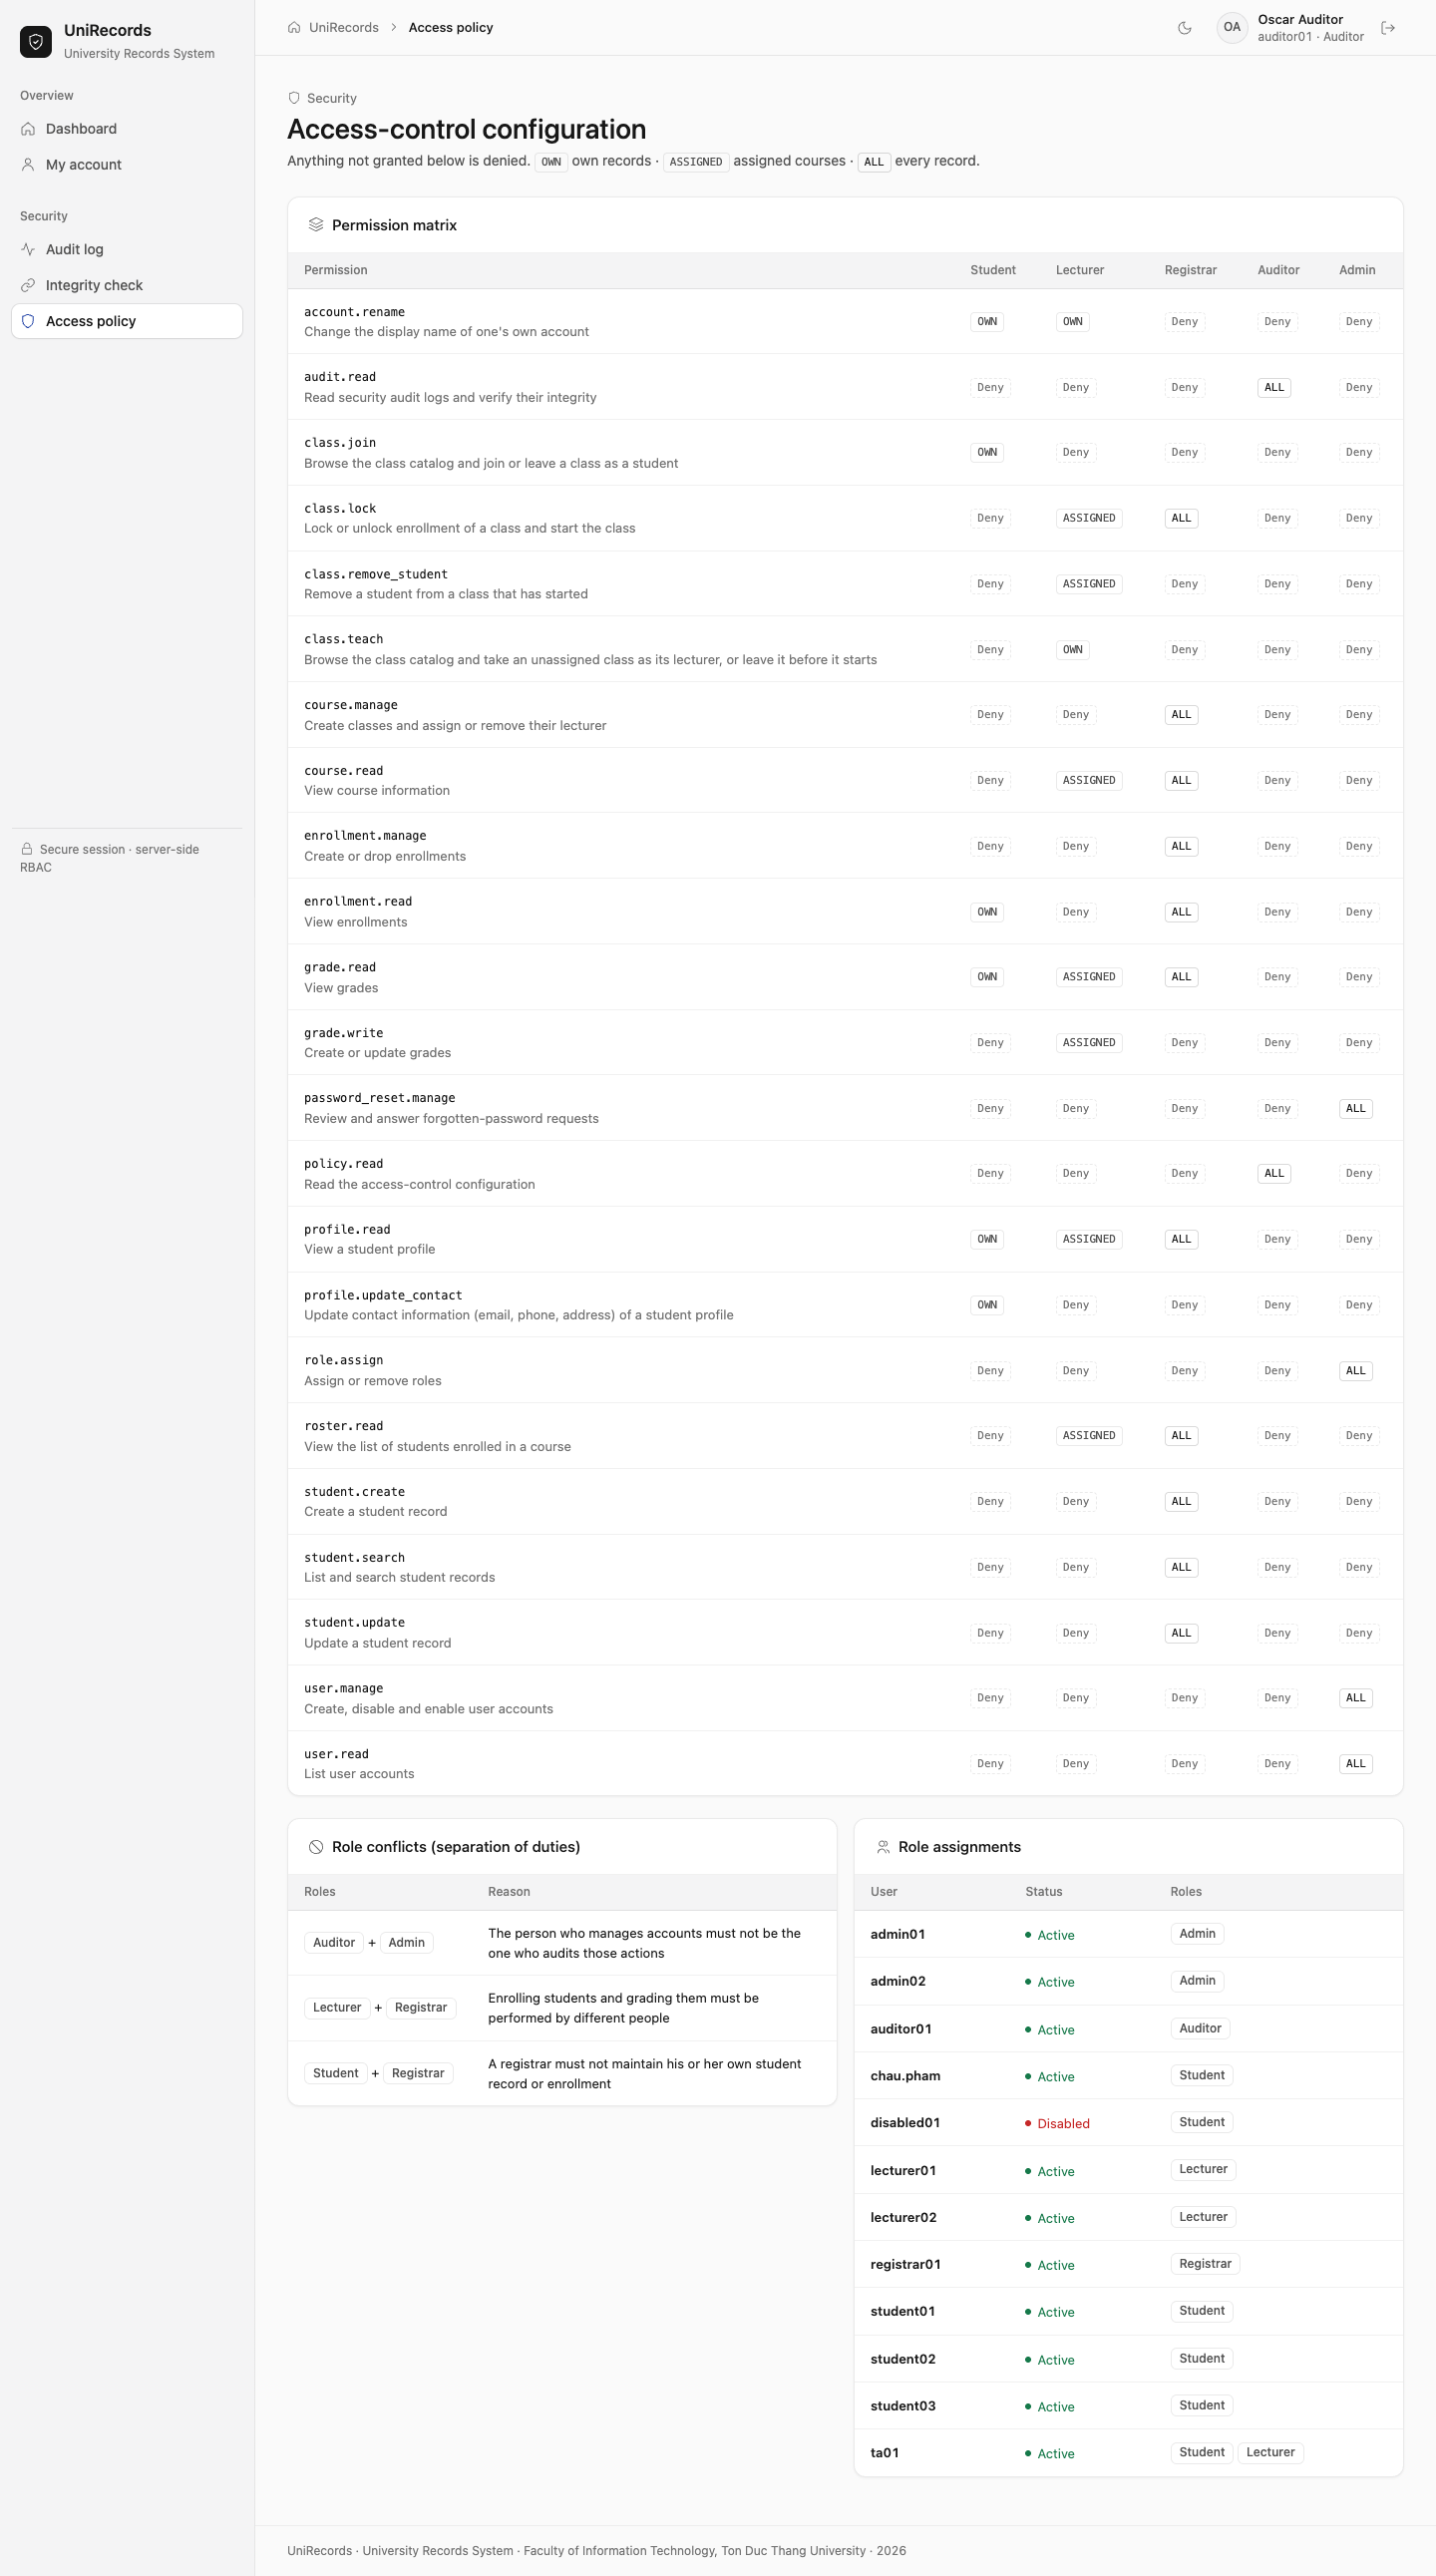 UniRecords
University Records System
Overview
Dashboard
My account
Security
Audit log
Integrity check
Access policy
Secure session · server-side
RBAC
UniRecords > Access policy
OA
Oscar Auditor
auditor01 · Auditor
Security
Access-control configuration
Anything not granted below is denied. OWN own records · ASSIGNED assigned courses · ALL every record.
Permission matrix
Permission Student Lecturer Registrar Auditor Admin
account.rename
Change the display name of one's own account
OWN OWN Deny Deny Deny
audit.read
Read security audit logs and verify their integrity
Deny Deny Deny ALL Deny
class.join
Browse the class catalog and join or leave a class as a student
OWN Deny Deny Deny Deny
class.lock
Lock or unlock enrollment of a class and start the class
Deny ASSIGNED ALL Deny Deny
class.remove_student
Remove a student from a class that has started
Deny ASSIGNED Deny Deny Deny
class.teach
Browse the class catalog and take an unassigned class as its lecturer, or leave it before it starts
Deny OWN Deny Deny Deny
course.manage
Create classes and assign or remove their lecturer
Deny Deny ALL Deny Deny
course.read
View course information
Deny ASSIGNED ALL Deny Deny
enrollment.manage
Create or drop enrollments
Deny Deny ALL Deny Deny
enrollment.read
View enrollments
OWN Deny ALL Deny Deny
grade.read
View grades
OWN ASSIGNED ALL Deny Deny
grade.write
Create or update grades
Deny ASSIGNED Deny Deny Deny
password_reset.manage
Review and answer forgotten-password requests
Deny Deny Deny Deny ALL
policy.read
Read the access-control configuration
Deny Deny Deny ALL Deny
profile.read
View a student profile
OWN ASSIGNED ALL Deny Deny
profile.update_contact
Update contact information (email, phone, address) of a student profile
OWN Deny Deny Deny Deny
role.assign
Assign or remove roles
Deny Deny Deny Deny ALL
roster.read
View the list of students enrolled in a course
Deny ASSIGNED ALL Deny Deny
student.create
Create a student record
Deny Deny ALL Deny Deny
student.search
List and search student records
Deny Deny ALL Deny Deny
student.update
Update a student record
Deny Deny ALL Deny Deny
user.manage
Create, disable and enable user accounts
Deny Deny Deny Deny ALL
user.read
List user accounts
Deny Deny Deny Deny ALL
Role conflicts (separation of duties)
Roles Reason
Auditor + Admin
The person who manages accounts must not be the
one who audits those actions
Lecturer + Registrar
Enrolling students and grading them must be
performed by different people
Student + Registrar
A registrar must not maintain his or her own student
record or enrollment
Role assignments
User Status Roles
admin01 Active Admin
admin02 Active Admin
auditor01 Active Auditor
chau.pham Active Student
disabled01 Disabled Student
lecturer01 Active Lecturer
lecturer02 Active Lecturer
registrar01 Active Registrar
student01 Active Student
student02 Active Student
student03 Active Student
ta01 Active Student Lecturer
UniRecords · University Records System · Faculty of Information Technology, Ton Duc Thang University · 2026